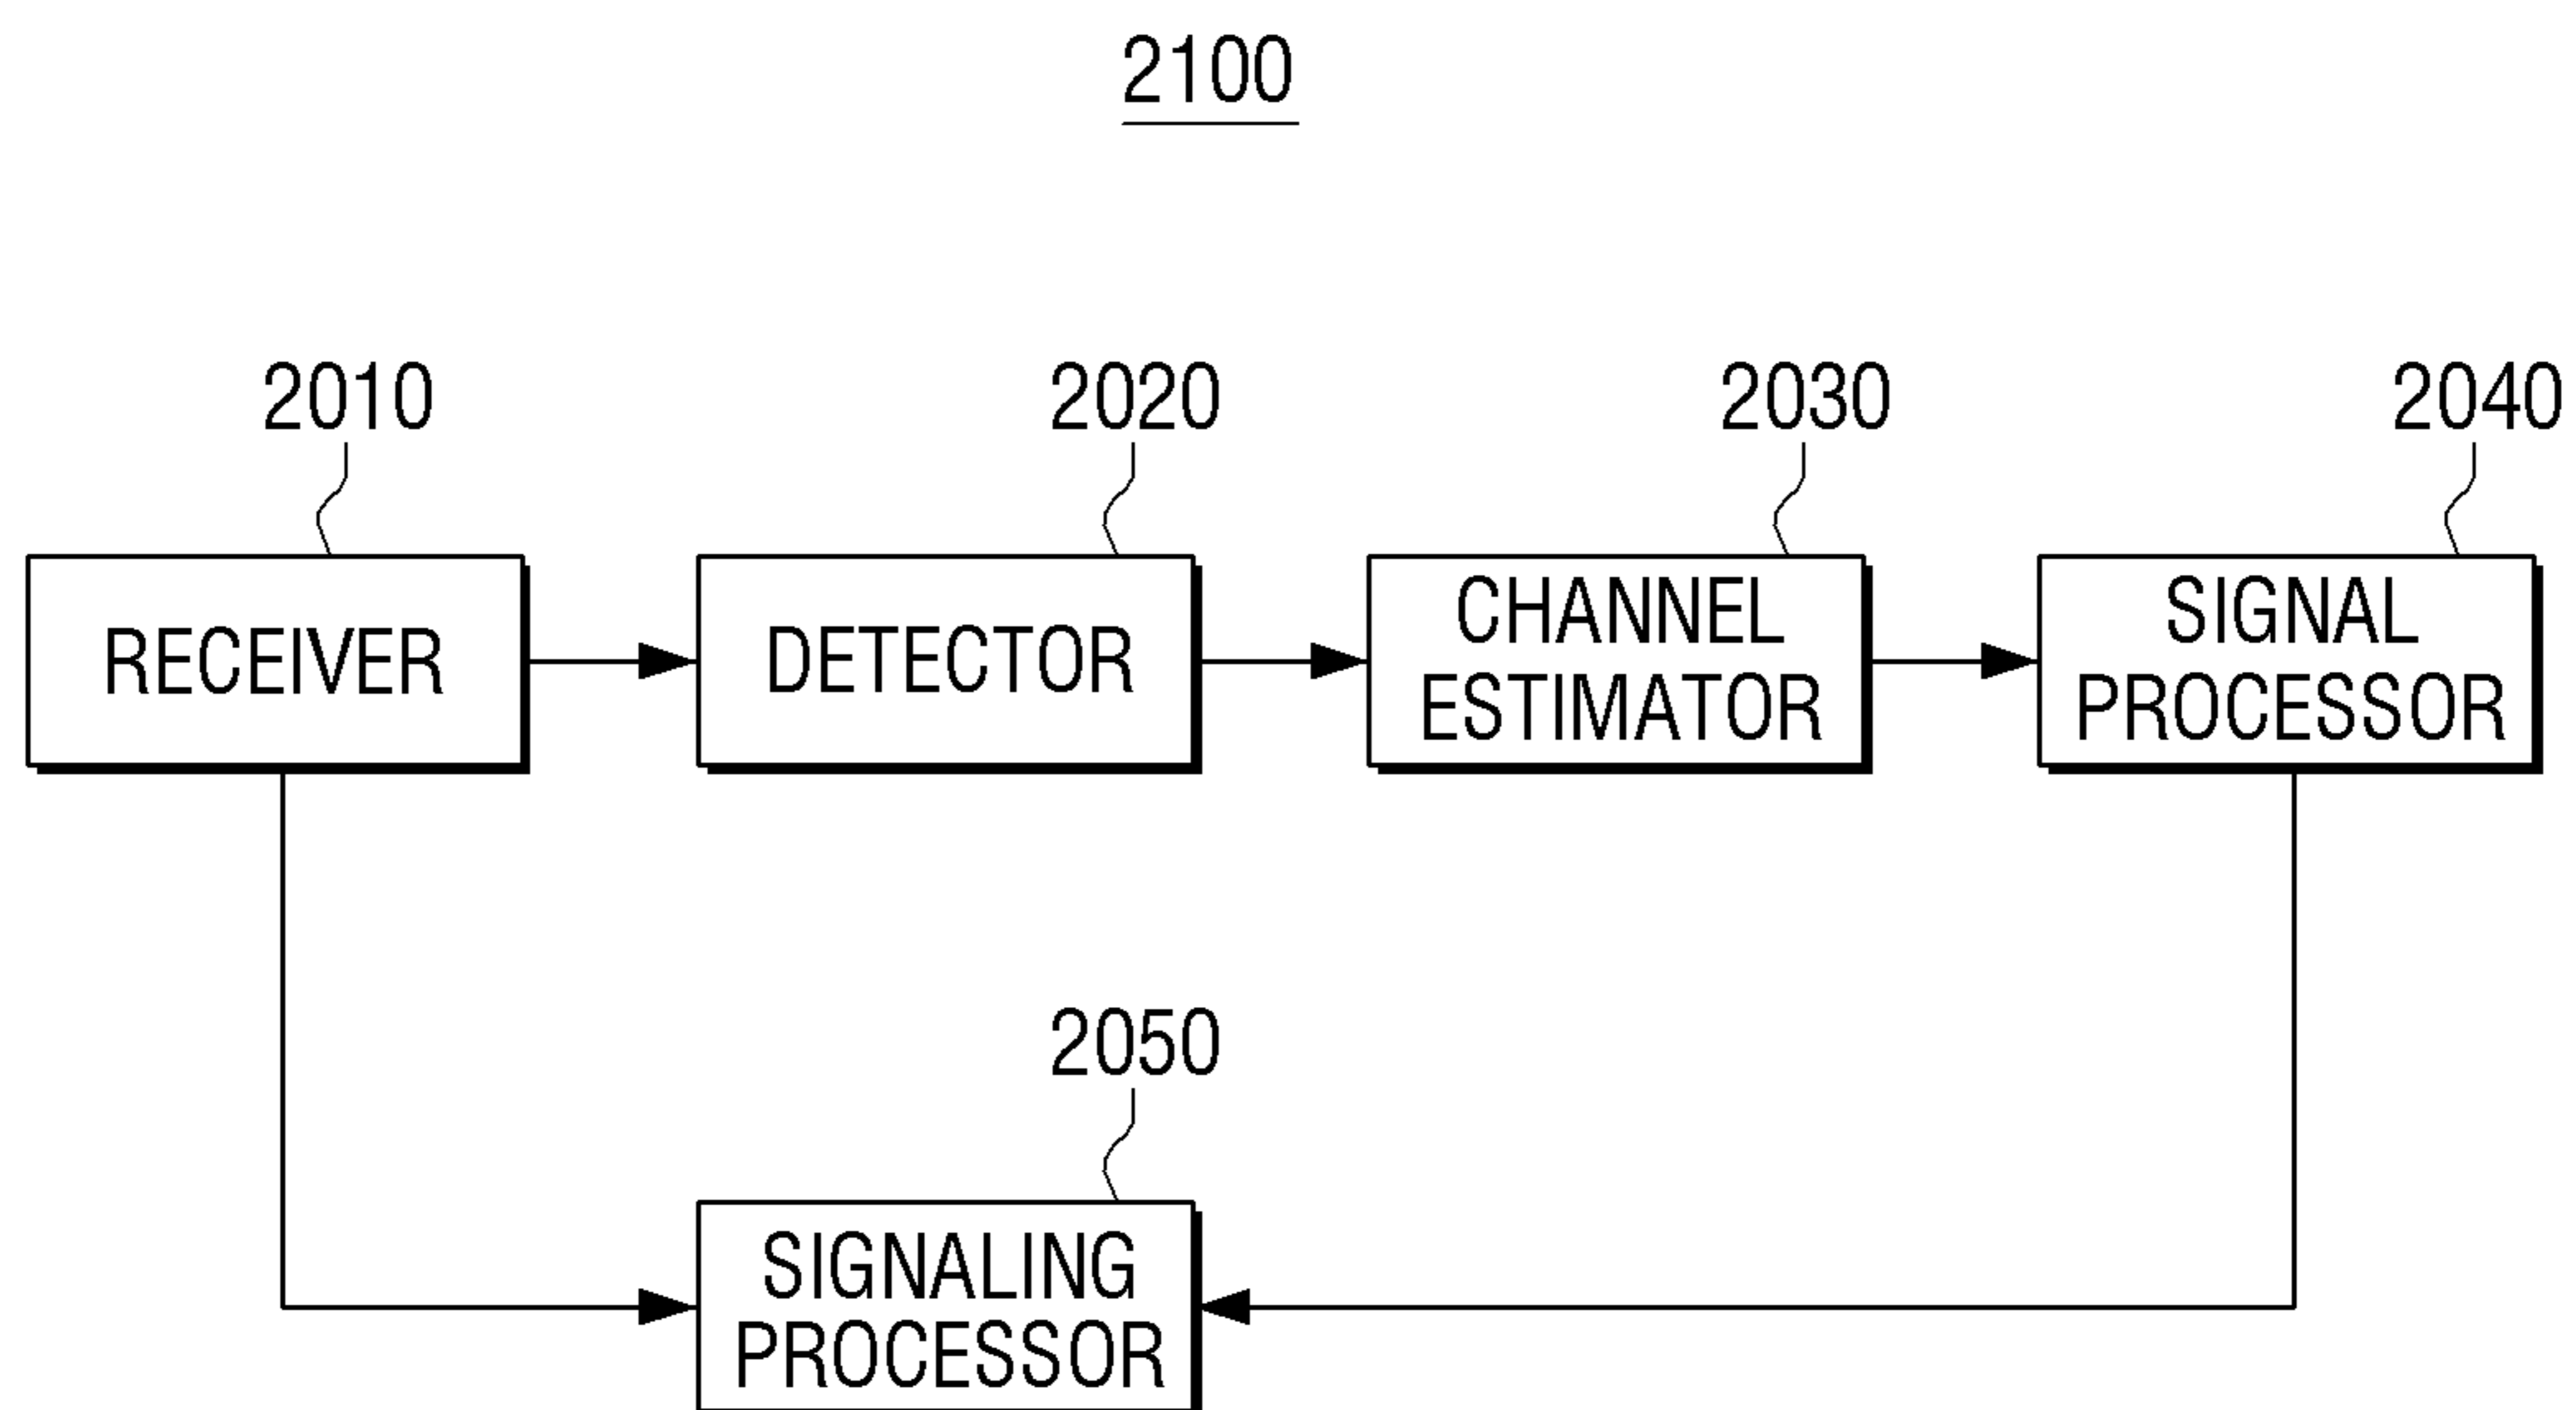 2100
2010
2020
2030
2040
RECEIVER
DETECTOR
CHANNEL
ESTIMATOR
SIGNAL
PROCESSOR
2050
SIGNALING
PROCESSOR